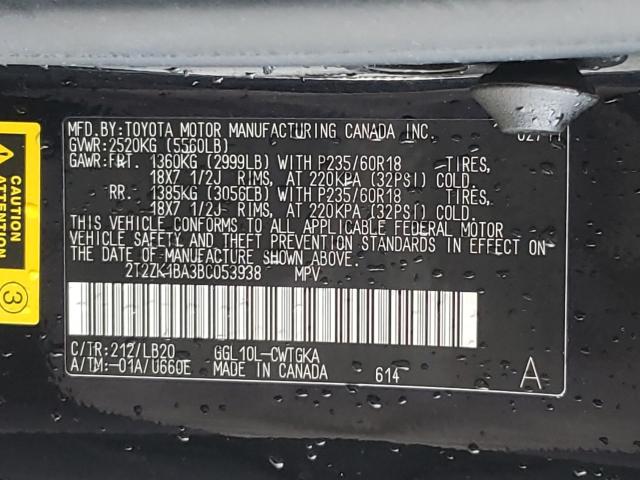 MFD.BY:TOYOTA MOTOR MANUFACTURING CANADA INC.
GVWR:2520KG (5560LB)
GAWR:FRT. 1360KG (2999LB) WITH P235/60R18 TIRES,
18X7 1/2J RIMS, AT 220KPA (32PSI) COLD.
RR. 1385KG (3056LB) WITH P235/60R18 TIRES,
18X7 1/2J RIMS, AT 220KPA (32PSI) COLD.
THIS VEHICLE CONFORMS TO ALL APPLICABLE FEDERAL MOTOR
VEHICLE SAFETY AND THEFT PREVENTION STANDARDS IN EFFECT ON
THE DATE OF MANUFACTURE SHOWN ABOVE.
2T2ZK1BA3BC053938 MPV
C/TR:212/LB20 GGL10L-CWTGKA
A/TM:-01A/U660E MADE IN CANADA 614 A
CAUTION
3